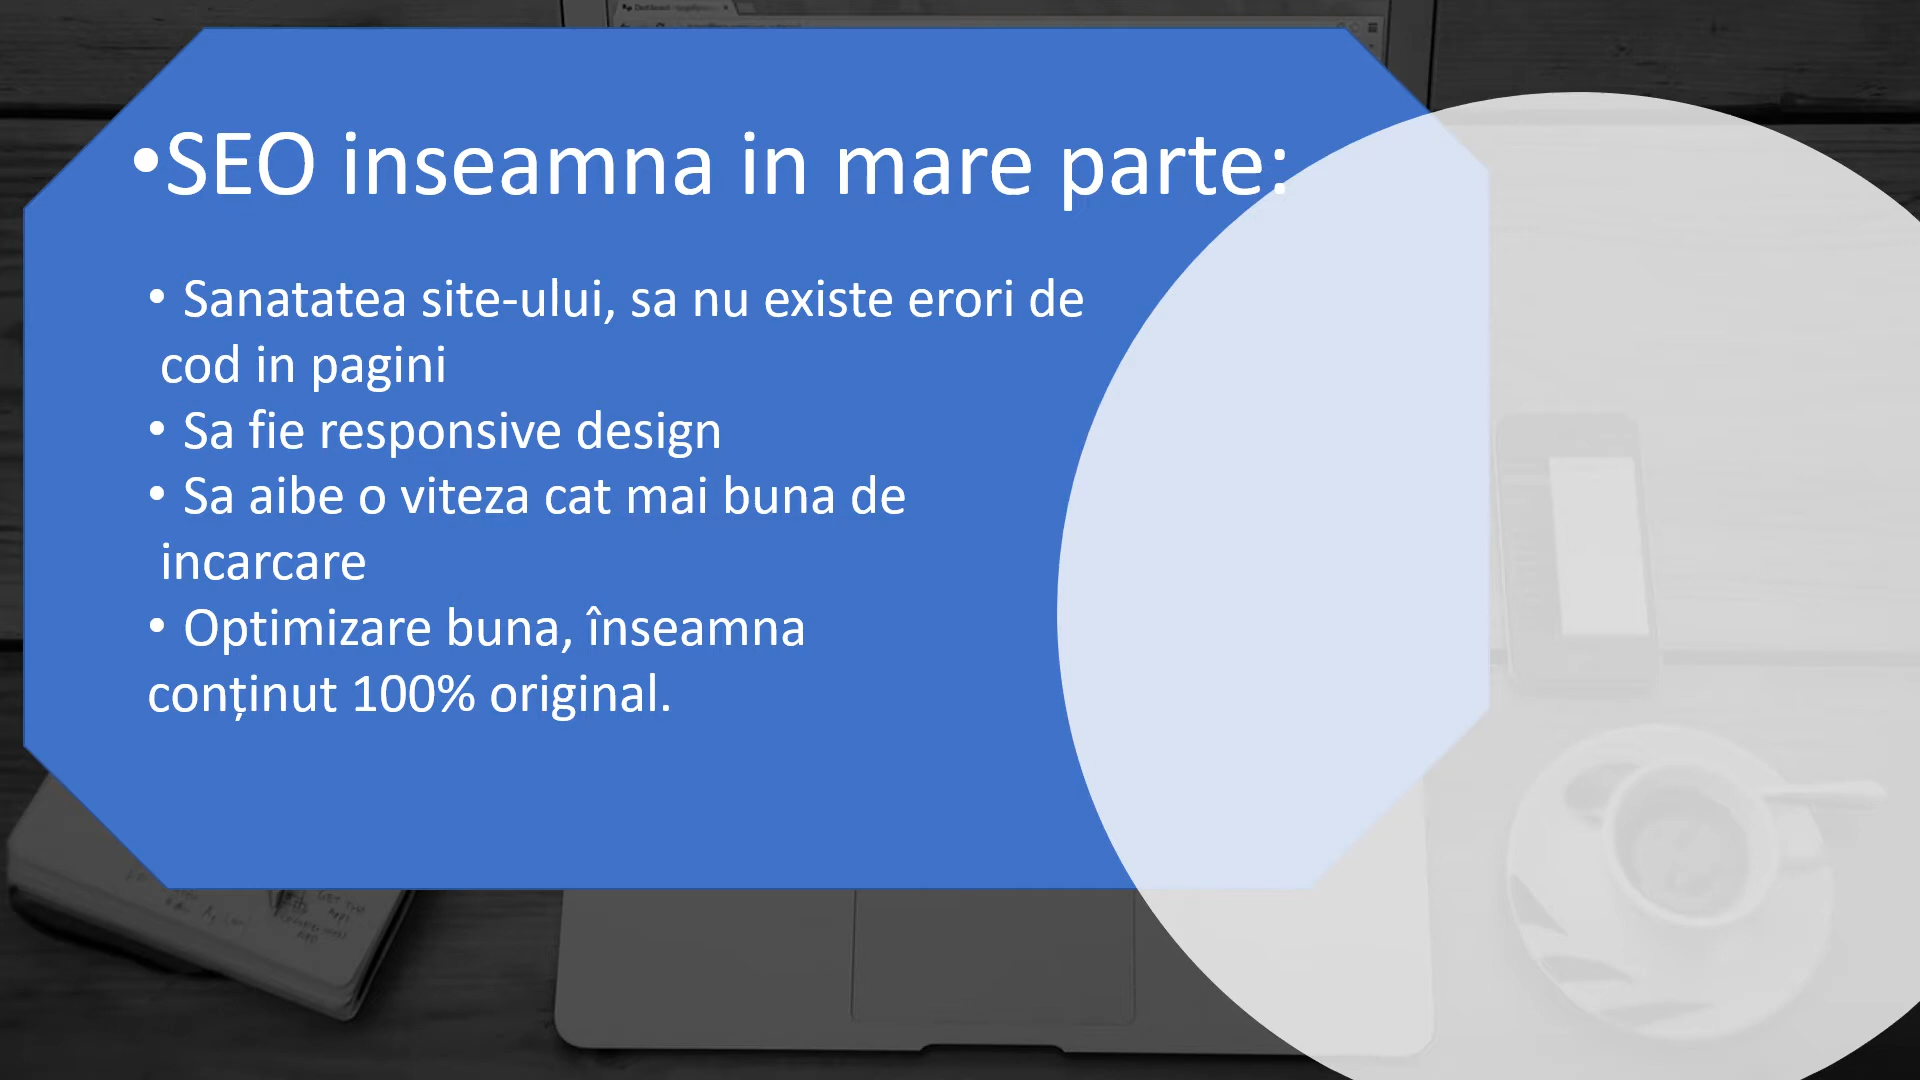 •SEO inseamna in mare parte:
• Sanatatea site-ului, sa nu existe erori de
cod in pagini
• Sa fie responsive design
• Sa aibe o viteza cat mai buna de
incarcare
• Optimizare buna, înseamna
conținut 100% original.